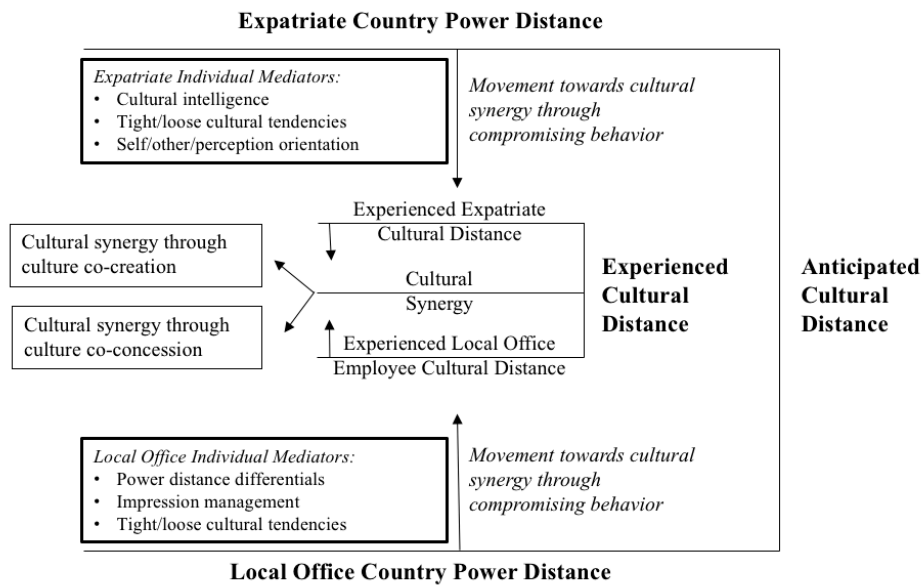 Expatriate Country Power Distance
Expatriate Individual Mediators:
• Cultural intelligence
• Tight/loose cultural tendencies
• Self/other/perception orientation
Movement towards cultural
synergy through
compromising behavior
Experienced Expatriate
Cultural Distance
Cultural synergy through
culture co-creation
Cultural
Synergy
Cultural synergy through
culture co-concession
Experienced Local Office
Employee Cultural Distance
Experienced
Cultural
Distance
Anticipated
Cultural
Distance
Local Office Individual Mediators:
• Power distance differentials
• Impression management
• Tight/loose cultural tendencies
Movement towards cultural
synergy through
compromising behavior
Local Office Country Power Distance